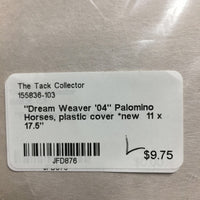 The Tack Collector
155836-103
"Dream Weaver '04" Palomino
Horses, plastic cover *new 11 x
17.5"
$9.75
JFD876